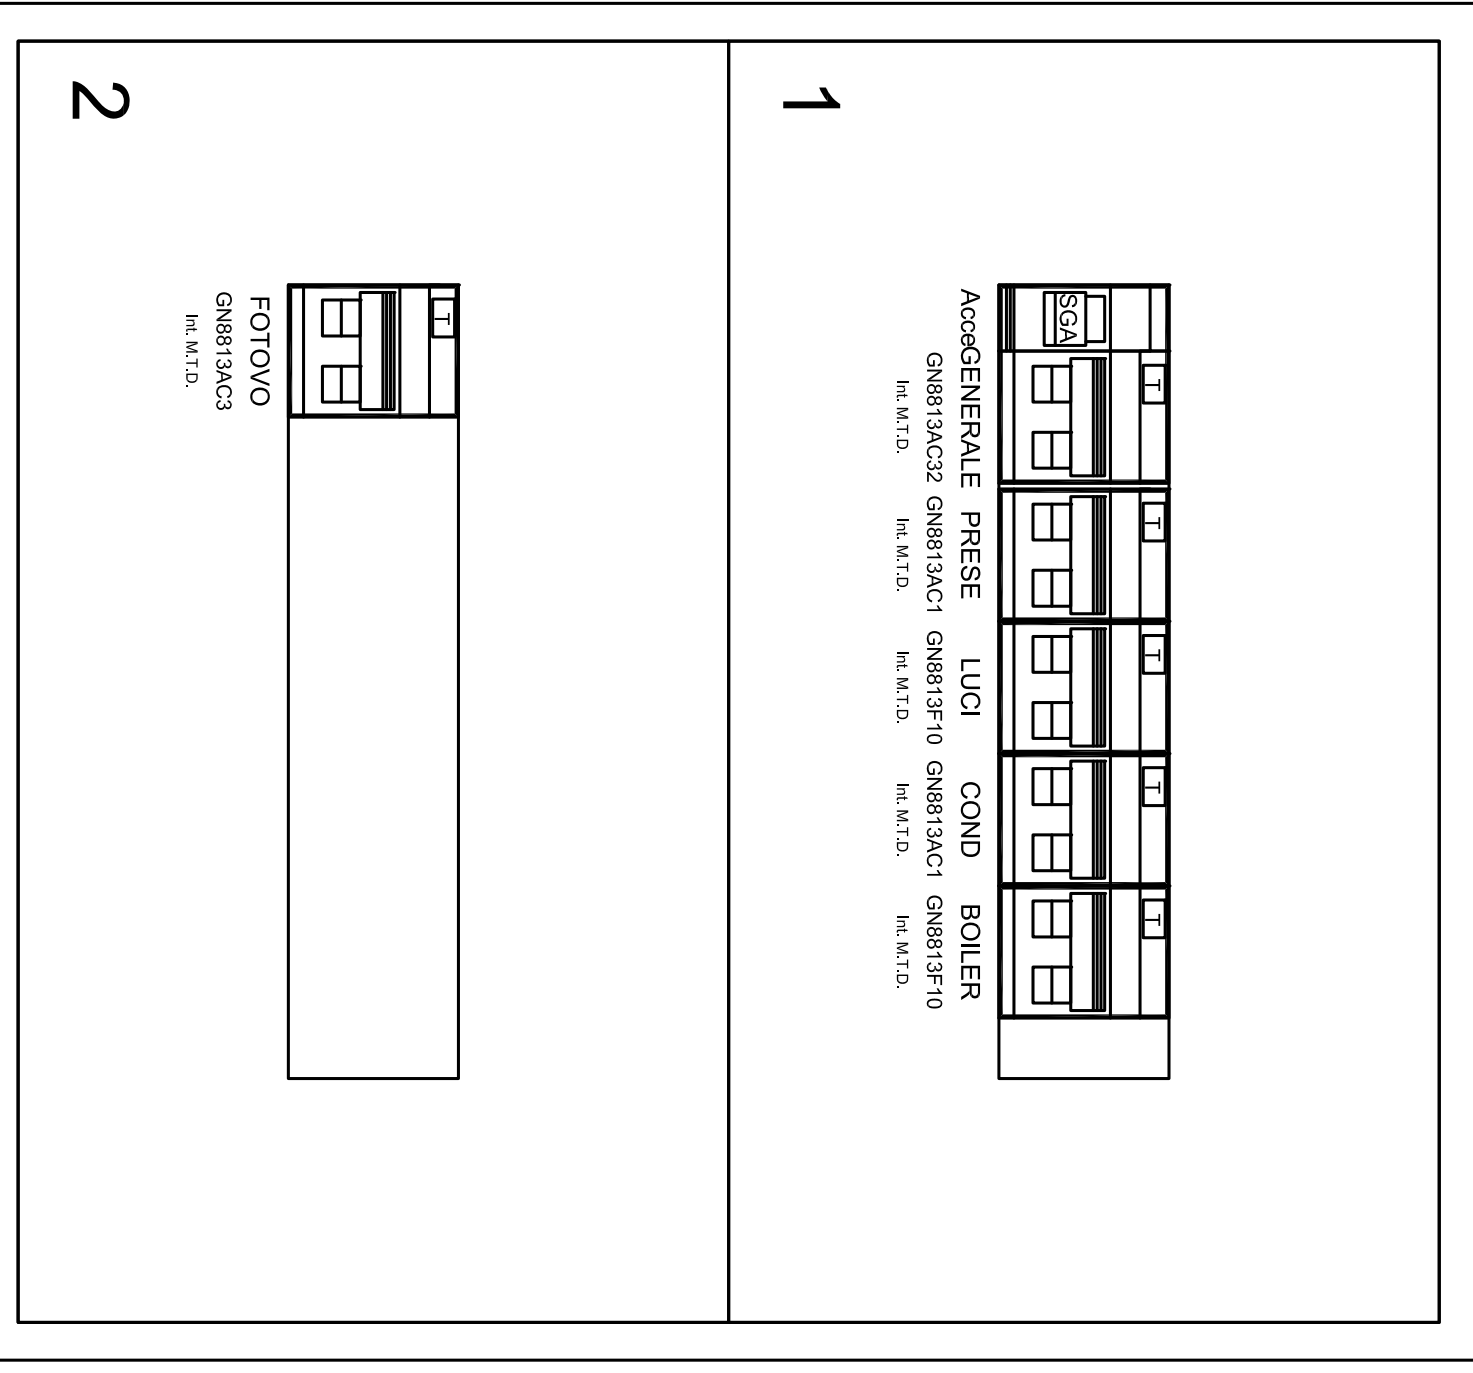 1
SGA
T
T
T
T
T
AcceGENERALE PRESE LUCI COND BOILER
GN8813AC32 GN8813AC1 GN8813F10 GN8813AC1 GN8813F10
Int. M.T.D. Int. M.T.D. Int. M.T.D. Int. M.T.D. Int. M.T.D.
2
T
FOTOVO
GN8813AC3
Int. M.T.D.